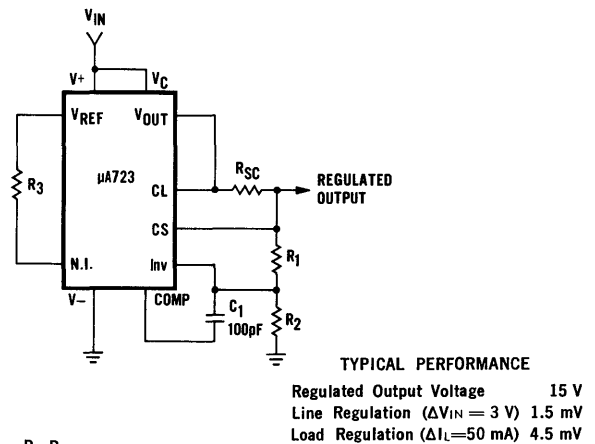 VIN
V+ VC
VREF VOUT
RSC
μA723
R3
CL
REGULATED
OUTPUT
CS
R1
N.I. Inv
V− COMP
C1
100pF
R2
TYPICAL PERFORMANCE
Regulated Output Voltage 15 V
Line Regulation (ΔVIN = 3 V) 1.5 mV
Load Regulation (ΔIL=50 mA) 4.5 mV